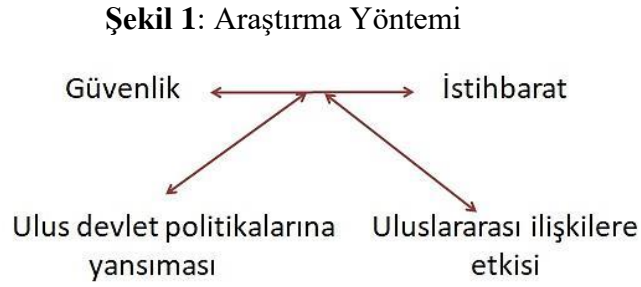 Şekil 1: Araştırma Yöntemi
Güvenlik İstihbarat
Ulus devlet politikalarına
yansıması
Uluslararası ilişkilere
etkisi